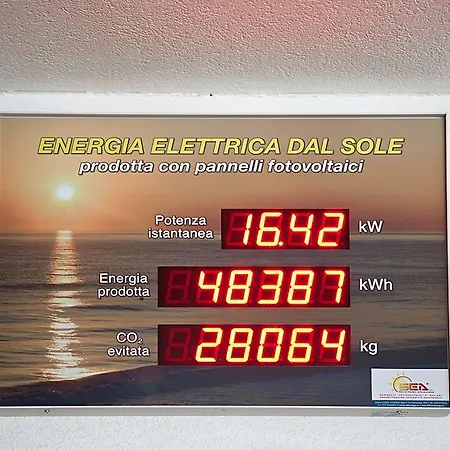 ENERGIA ELETTRICA DAL SOLE
prodotta con pannelli fotovoltaici
Potenza
istantanea
16.42 kW
Energia
prodotta
48387 kWh
CO₂
evitata
28064 kg
SEA